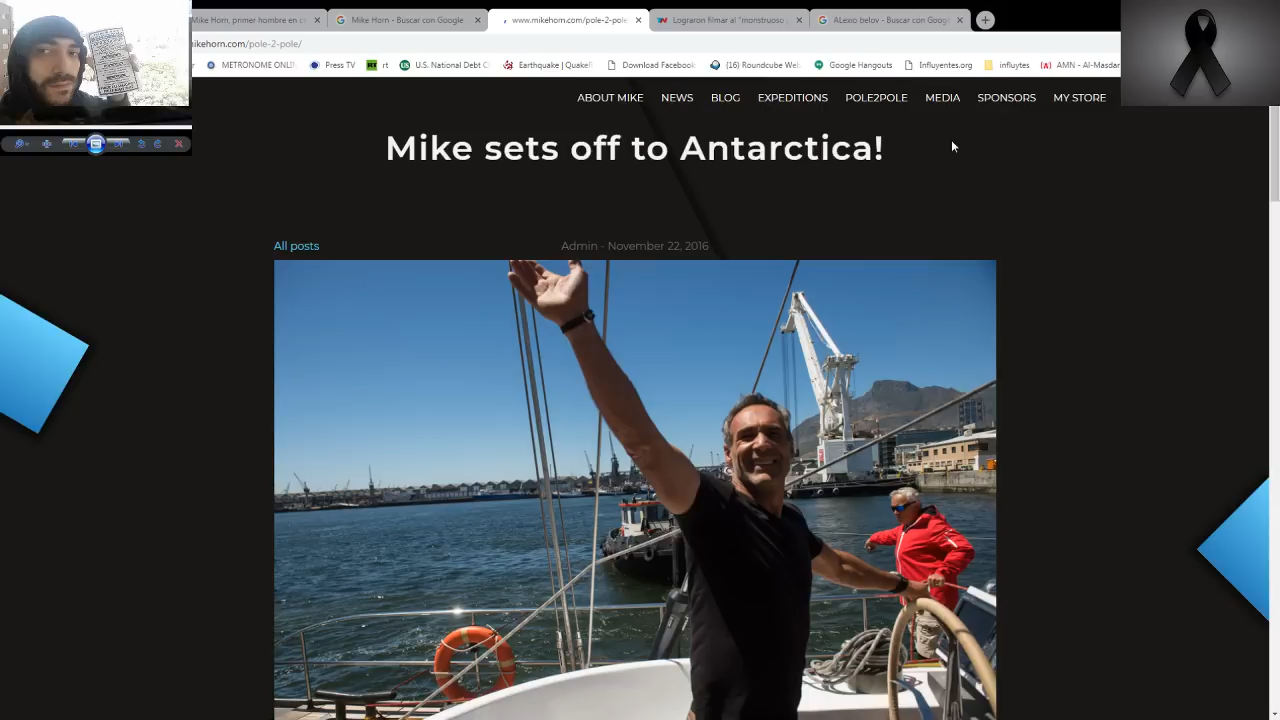 Mike Horn, primer hombre en c
Mike Horn - Buscar con Google
www.mikehorn.com/pole-2-pole
Lograron filmar al "monstruoso
ALexio belov - Buscar con Goog
ikehorn.com/pole-2-pole/
METRONOME ONLI
Press TV
rt
U.S. National Debt C
Earthquake | Quake
Download Facebook
(16) Roundcube Web
Google Hangouts
Influyentes.org
influytes
AMN - Al-Masdar
ABOUT MIKE
NEWS
BLOG
EXPEDITIONS
POLE2POLE
MEDIA
SPONSORS
MY STORE
Mike sets off to Antarctica!
All posts
Admin - November 22, 2016